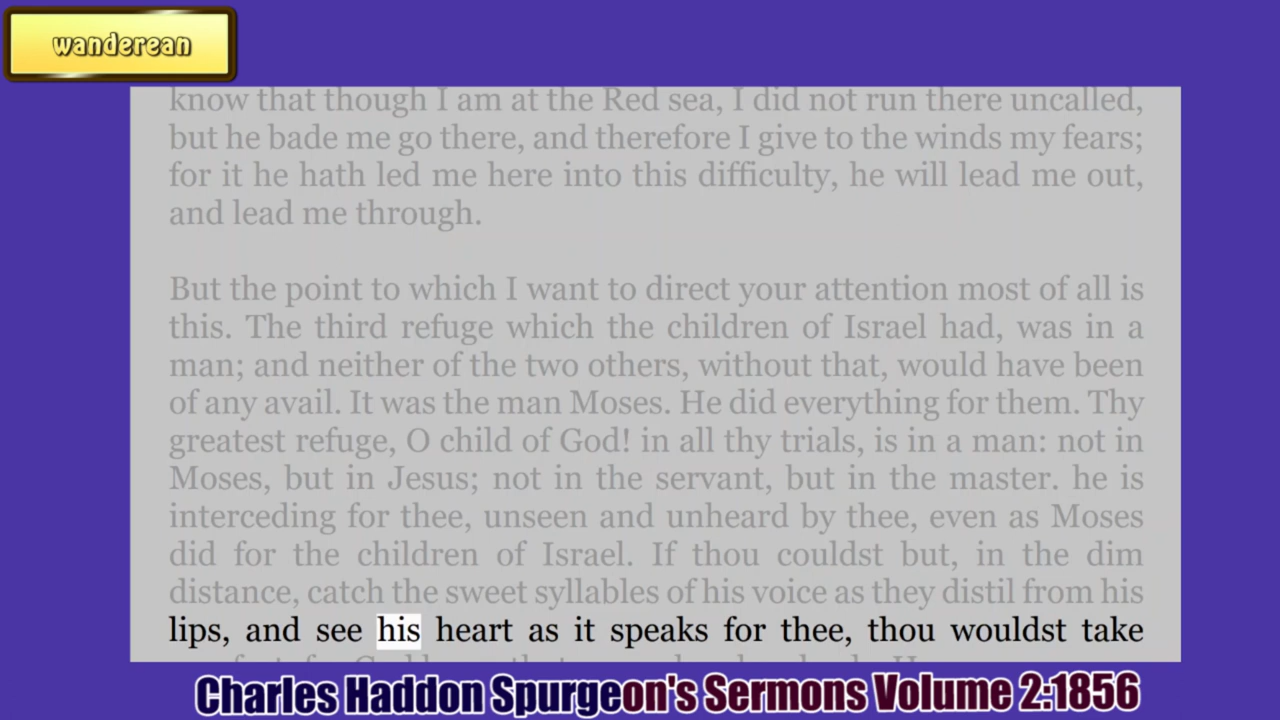 wanderean
know that though I am at the Red sea, I did not run there uncalled,
but he bade me go there, and therefore I give to the winds my fears;
for it he hath led me here into this difficulty, he will lead me out,
and lead me through.
But the point to which I want to direct your attention most of all is
this. The third refuge which the children of Israel had, was in a
man; and neither of the two others, without that, would have been
of any avail. It was the man Moses. He did everything for them. Thy
greatest refuge, O child of God! in all thy trials, is in a man: not in
Moses, but in Jesus; not in the servant, but in the master. he is
interceding for thee, unseen and unheard by thee, even as Moses
did for the children of Israel. If thou couldst but, in the dim
distance, catch the sweet syllables of his voice as they distil from his
lips, and see his heart as it speaks for thee, thou wouldst take
Charles Haddon Spurgeon's Sermons Volume 2:1856